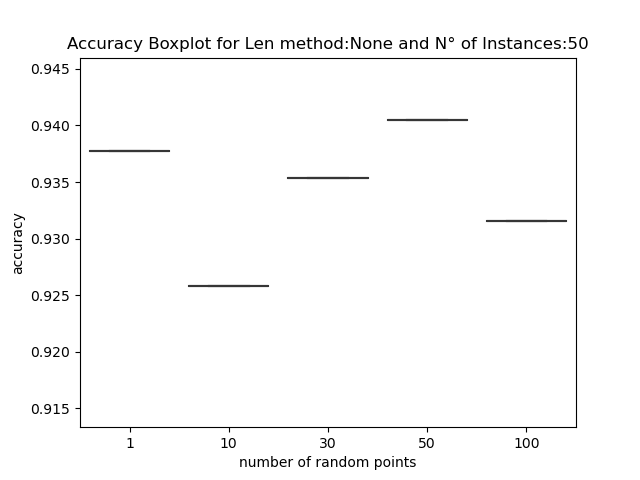 Accuracy Boxplot for Len method:None and N° of Instances:50
0.945
0.940
0.935
0.930
0.925
0.920
0.915
accuracy
1 10 30 50 100
number of random points